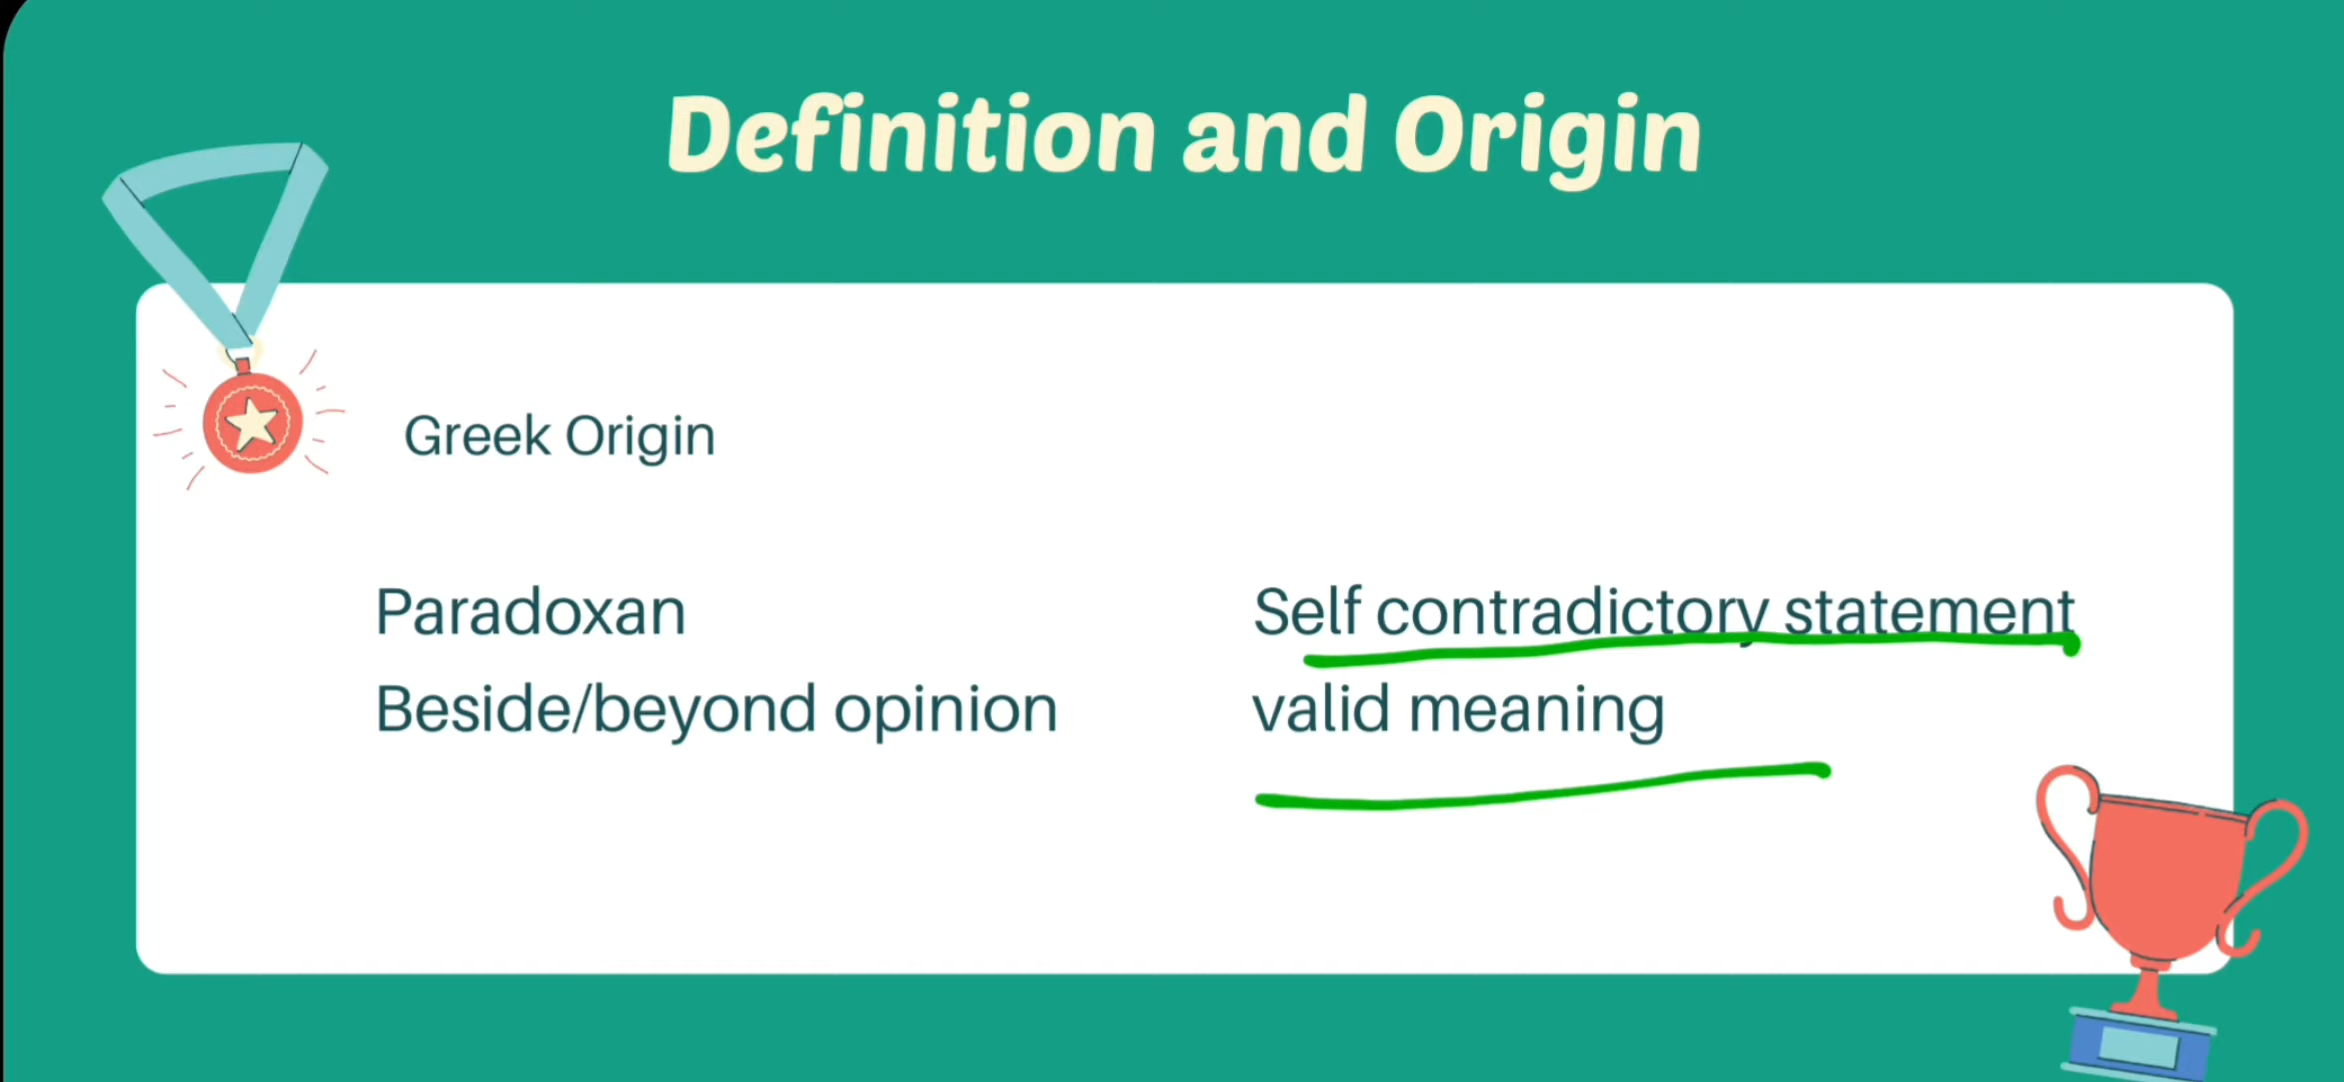 Definition and Origin
Greek Origin
Paradoxan
Beside/beyond opinion
Self contradictory statement
valid meaning